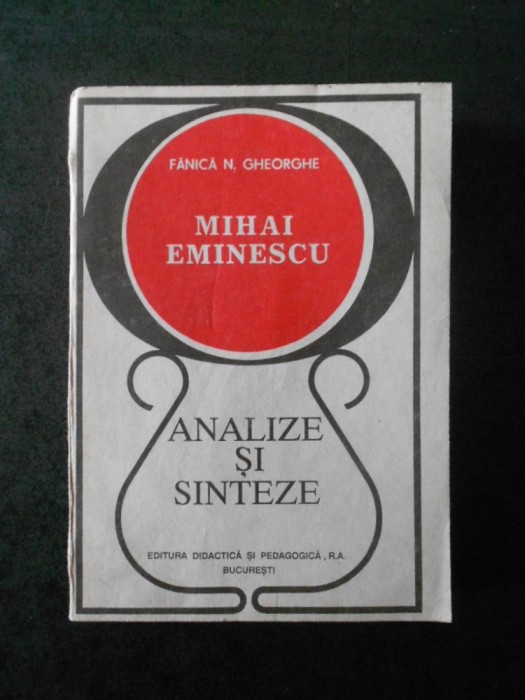 FĂNICĂ N. GHEORGHE
MIHAI
EMINESCU
ANALIZE
ŞI
SINTEZE
EDITURA DIDACTICĂ ŞI PEDAGOGICĂ, R.A.
BUCUREŞTI